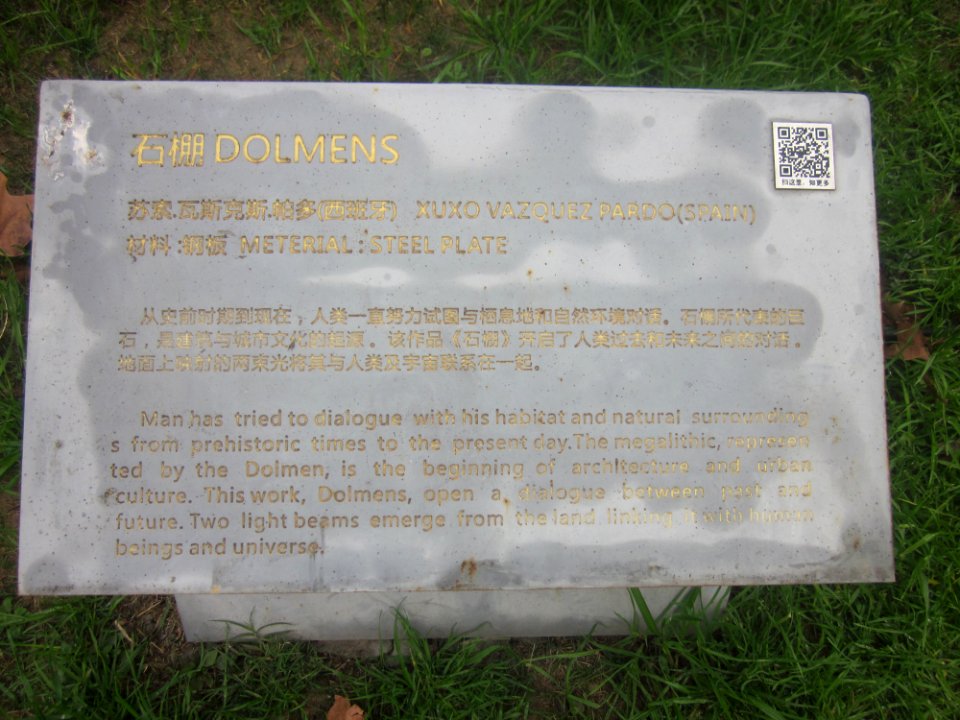 石棚 DOLMENS
苏索.瓦斯克斯.帕多(西班牙) XUXO VAZQUEZ PARDO(SPAIN)
材料:钢板 METERIAL : STEEL PLATE
从史前时期到现在，人类一直努力试图与栖息地和自然环境对话。石棚所代表的巨
石，是建筑与城市文化的起源。该作品《石棚》开启了人类过去和未来之间的对话。
地面上映射的两束光将其与人类及宇宙联系在一起。
Man has tried to dialogue with his habitat and natural surrounding
s from prehistoric times to the present day.The megalithic, represen
ted by the Dolmen, is the beginning of architecture and urban
culture. This work, Dolmens, open a dialogue between past and
future. Two light beams emerge from the land linking it with human
beings and universe.
扫这里，知更多